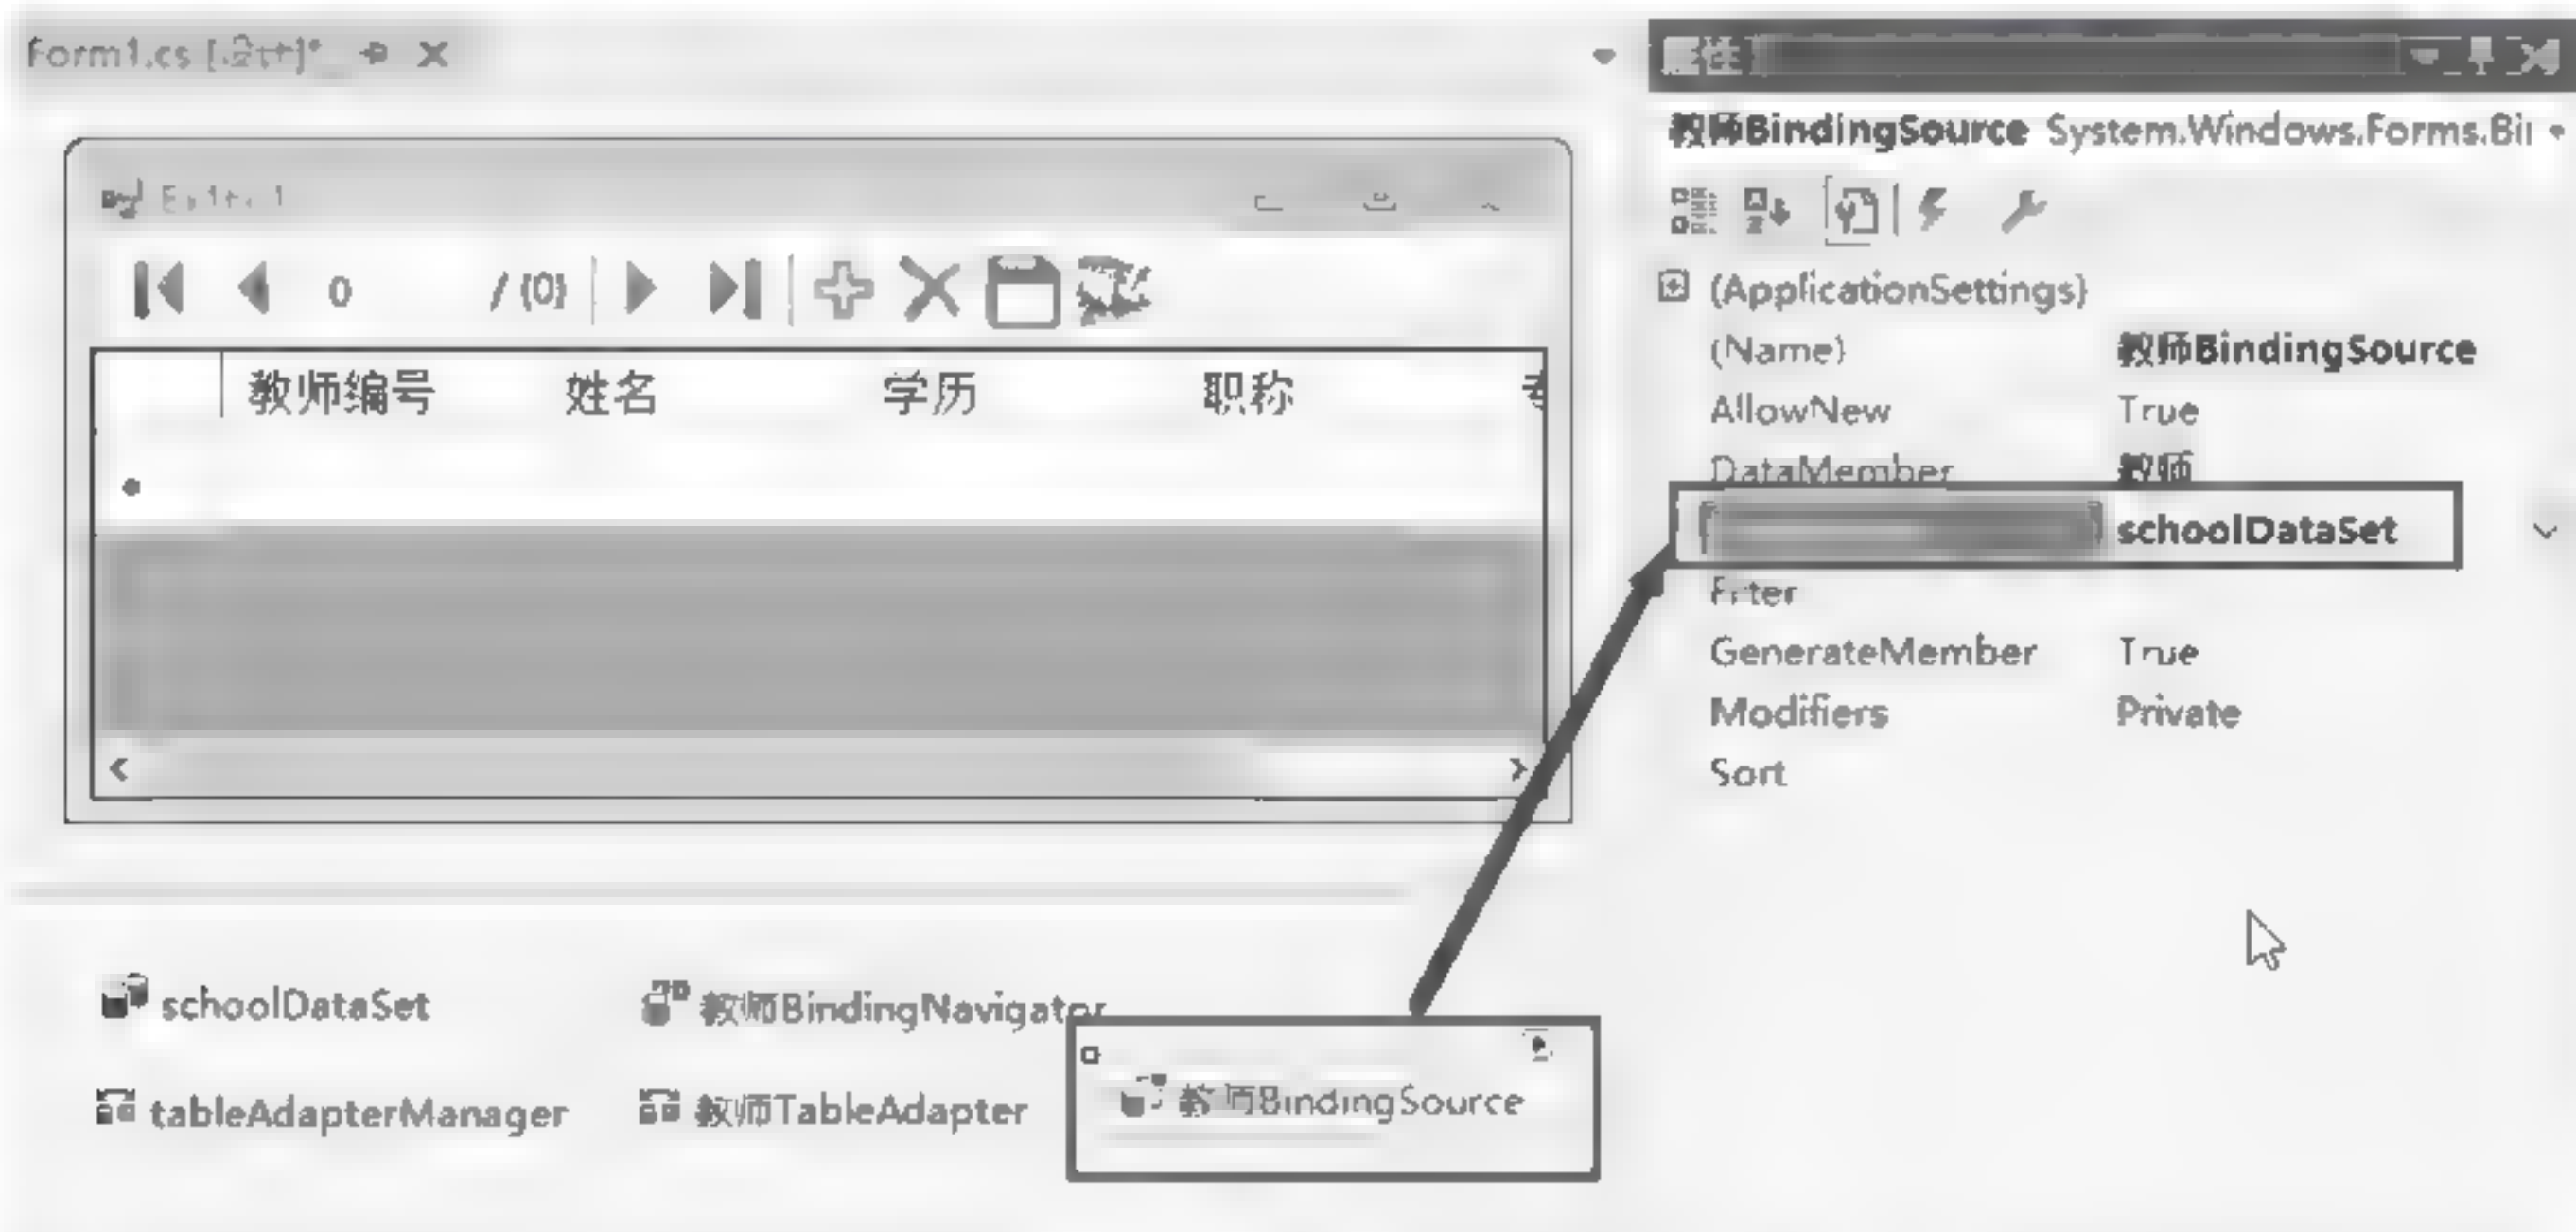 Form1.cs [设计]*
属性
教师BindingSource System.Windows.Forms.Bi
0 / {0}
(ApplicationSettings)
(Name) 教师BindingSource
教师编号 姓名 学历 职称
AllowNew True
DataMember 教师
schoolDataSet
Filter
GenerateMember True
Modifiers Private
Sort
schoolDataSet 教师BindingNavigator
tableAdapterManager 教师TableAdapter 教师BindingSource